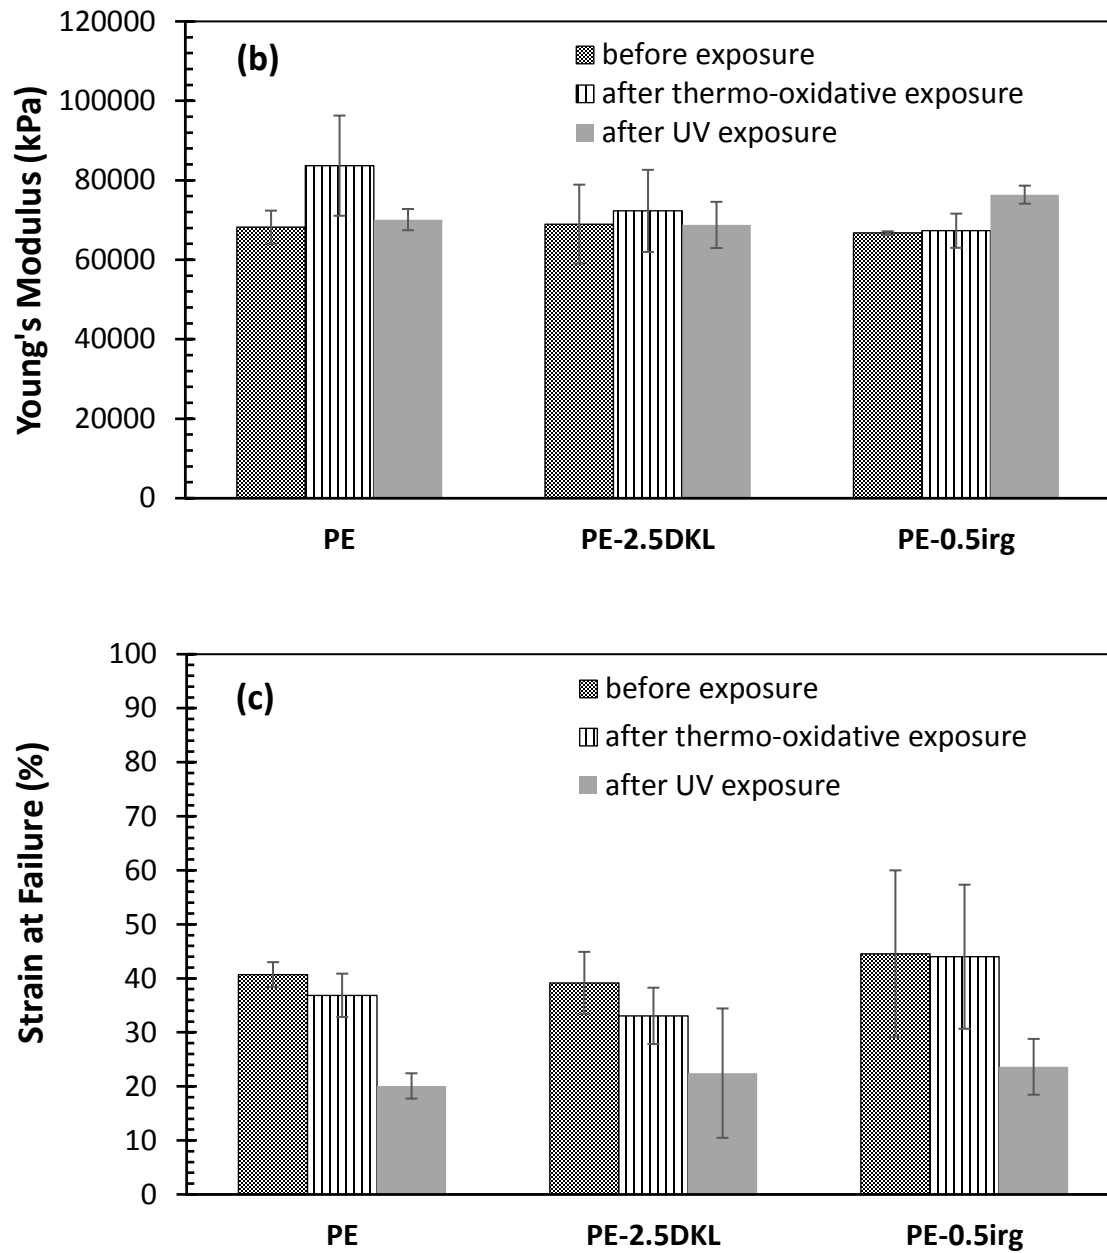 120000
(b)
before exposure
100000
after thermo-oxidative exposure
after UV exposure
80000
60000
40000
20000
0
Young's Modulus (kPa)
PE PE-2.5DKL PE-0.5irg
100
(c)
before exposure
90
after thermo-oxidative exposure
80
after UV exposure
70
60
50
40
30
20
10
0
Strain at Failure (%)
PE PE-2.5DKL PE-0.5irg